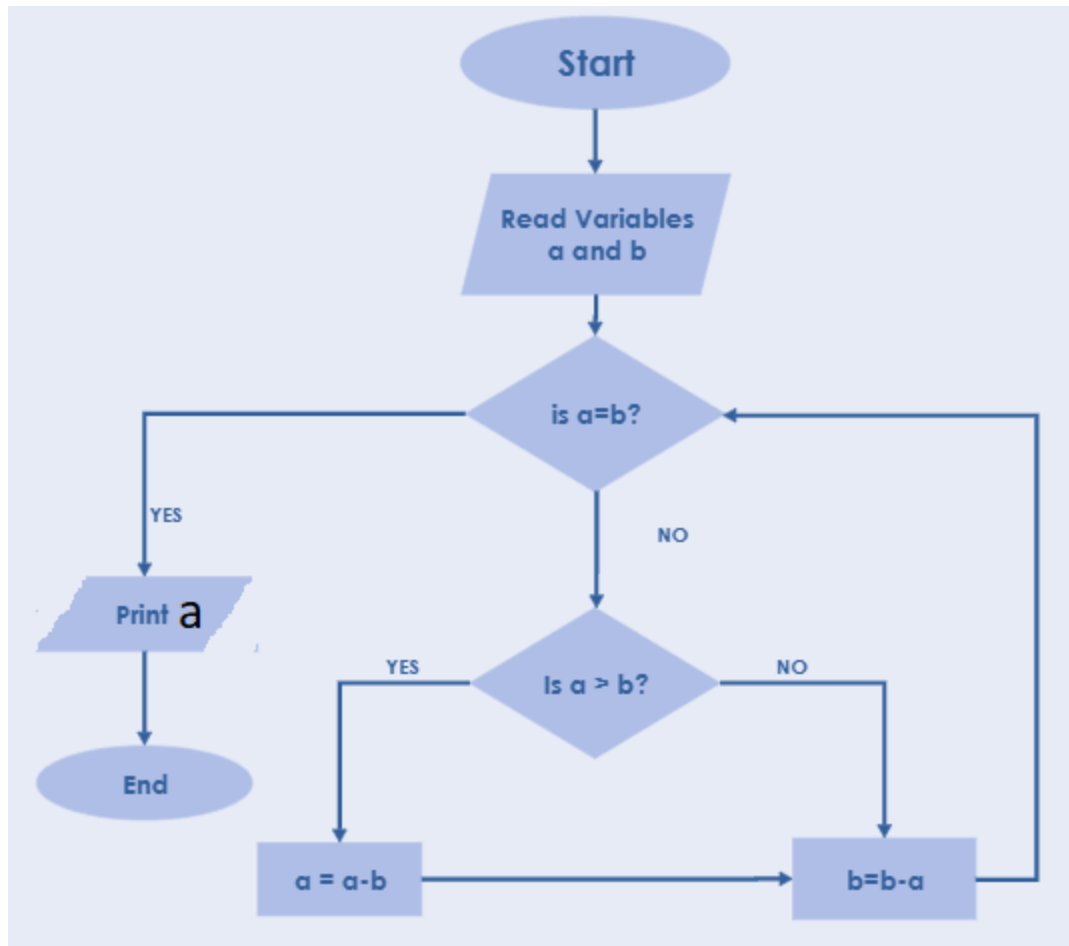 Start
Read Variables
a and b
is a=b?
YES
NO
Print a
Is a > b?
YES
NO
End
a = a-b
b=b-a